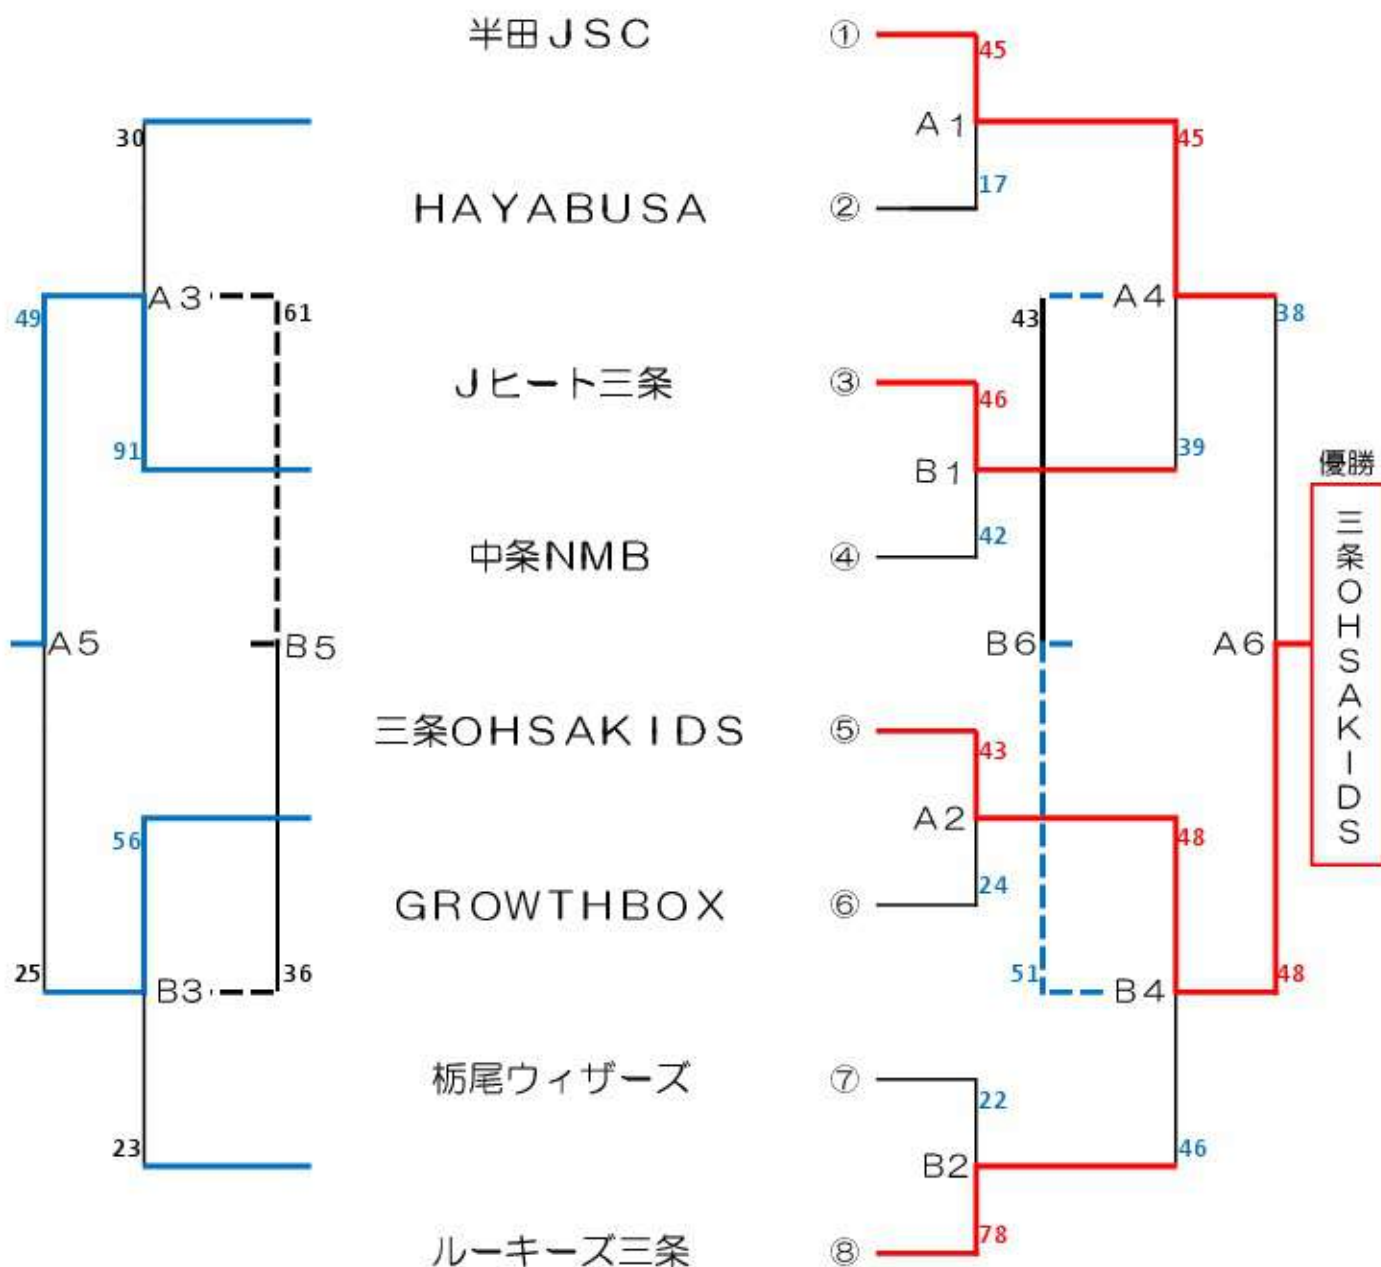 半田ＪＳＣ ① 45
30 Ａ1 45
17
ＨＡＹＡＢＵＳＡ ②
Ａ3 Ａ4
49 61 43 38
Ｊヒート三条 ③ 46
91 39
Ｂ1 優勝
42
中条ＮＭＢ ④
Ａ5 Ｂ5 Ｂ6 Ａ6
三条ＯＨＳＡＫＩＤＳ
三条ＯＨＳＡＫＩＤＳ ⑤ 43
Ａ2
56 48
24
ＧＲＯＷＴＨＢＯＸ ⑥
25 36 51 48
Ｂ3 Ｂ4
栃尾ウィザーズ ⑦ 22
23 46
Ｂ2
78
ルーキーズ三条 ⑧